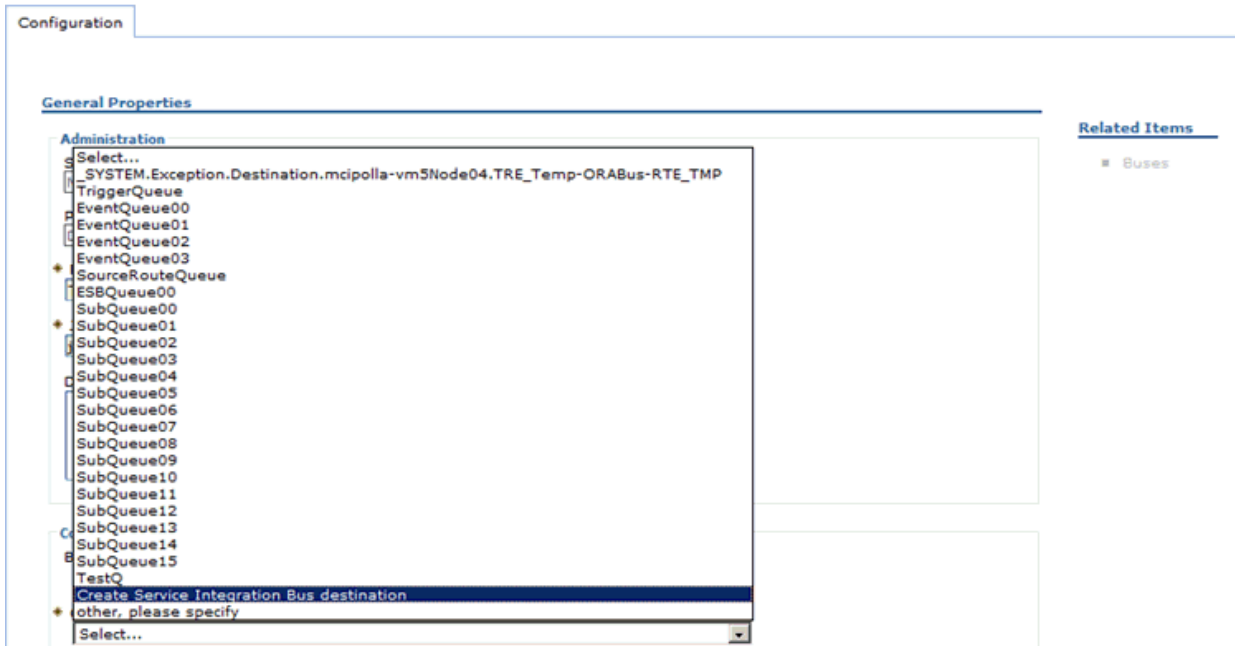 Configuration
General Properties
Related Items
Administration
Buses
Select...
_SYSTEM.Exception.Destination.mcipolla-vm5Node04.TRE_Temp-ORABus-RTE_TMP
TriggerQueue
EventQueue00
EventQueue01
EventQueue02
EventQueue03
SourceRouteQueue
ESBQueue00
SubQueue00
SubQueue01
SubQueue02
SubQueue03
SubQueue04
SubQueue05
SubQueue06
SubQueue07
SubQueue08
SubQueue09
SubQueue10
SubQueue11
SubQueue12
SubQueue13
SubQueue14
SubQueue15
TestQ
Create Service Integration Bus destination
other, please specify
Select...